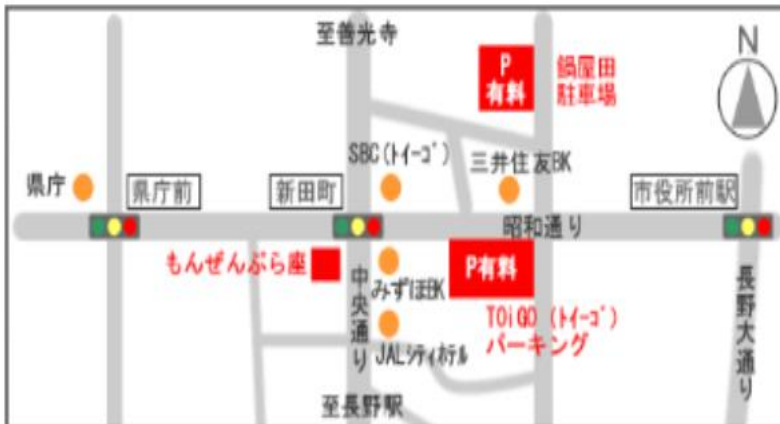 至善光寺
N
P
有料
鍋屋田
駐車場
SBC(トイーゴ)
三井住友BK
県庁
県庁前
新田町
市役所前駅
昭和通り
もんぜんぷら座
中央通り
みずほBK
P有料
TOiGO (トイーゴ)
パーキング
長野大通り
JALシティホテル
至長野駅